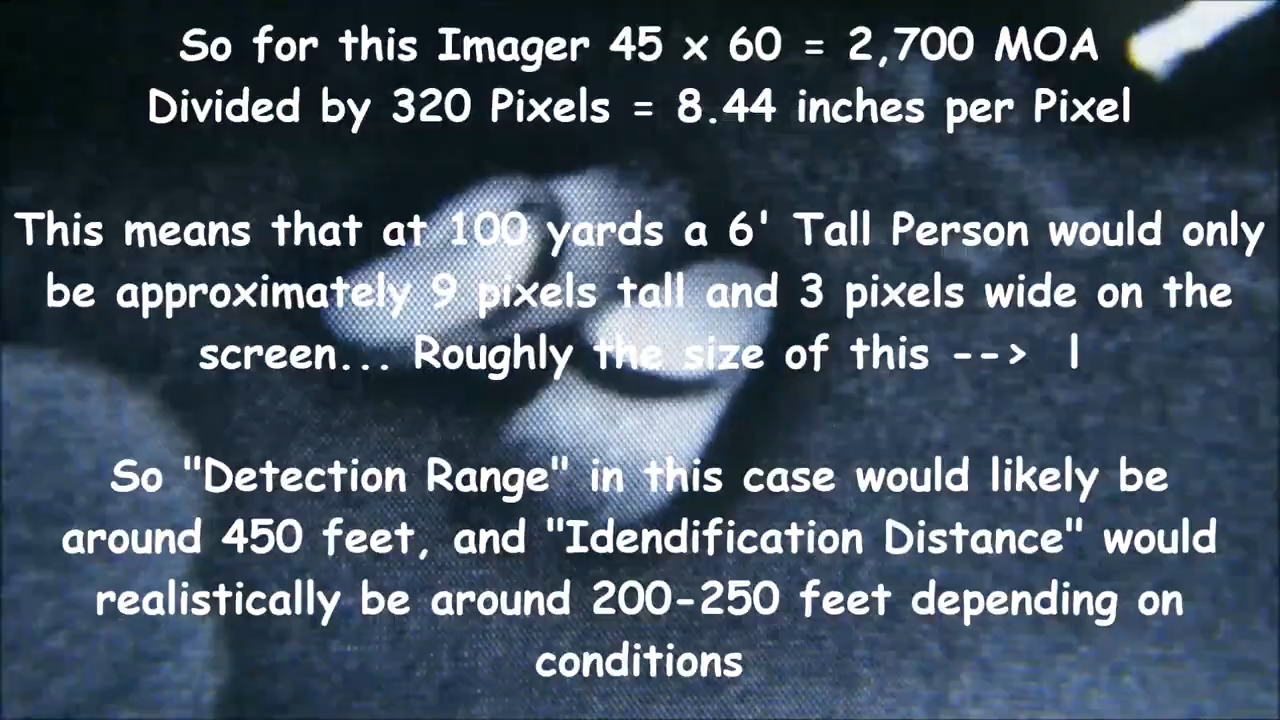 So for this Imager 45 x 60 = 2,700 MOA
Divided by 320 Pixels = 8.44 inches per Pixel
This means that at 100 yards a 6' Tall Person would only
be approximately 9 pixels tall and 3 pixels wide on the
screen... Roughly the size of this --> |
So "Detection Range" in this case would likely be
around 450 feet, and "Idendification Distance" would
realistically be around 200-250 feet depending on
conditions